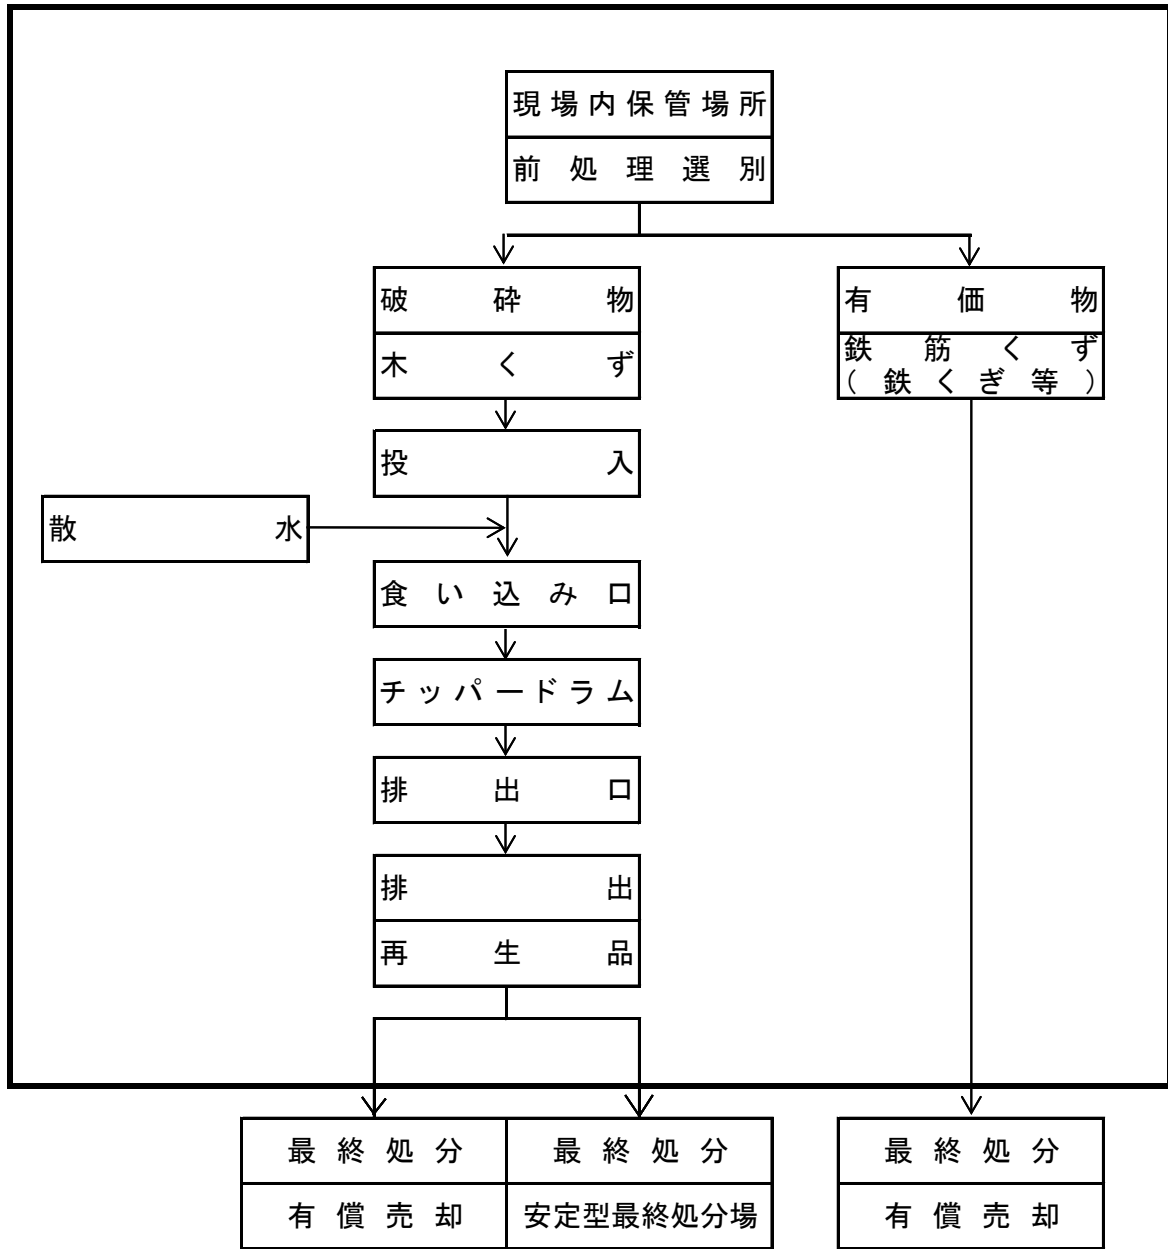 現場内保管場所
前処理選別
破砕物
有価物
木くず
鉄筋くず
(鉄くぎ等)
投入
散水
食い込み口
チッパードラム
排出口
排出
再生品
最終処分
最終処分
最終処分
有償売却
安定型最終処分場
有償売却